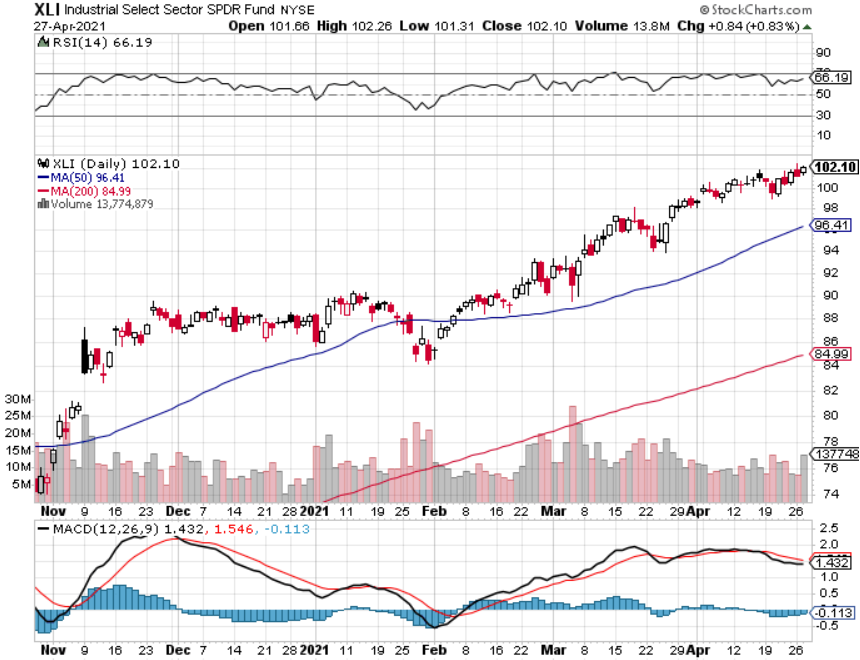 XLI Industrial Select Sector SPDR Fund NYSE © StockCharts.com
27-Apr-2021 Open 101.66 High 102.26 Low 101.31 Close 102.10 Volume 13.8M Chg +0.84 (+0.83%)
RSI(14) 66.19
90
66.19
50
30
10
XLI (Daily) 102.10
MA(50) 96.41
MA(200) 84.99
Volume 13,774,879
102.10
100
98
96.41
94
92
90
88
86
84.99
84
82
80
78
137748
76
74
30M
25M
20M
15M
10M
5M
Nov 9 16 23 Dec 7 14 21 28 2021 11 19 25 Feb 8 16 22 Mar 8 15 22 29 Apr 12 19 26
MACD(12,26,9) 1.432, 1.546, -0.113
2.5
2.0
1.432
1.0
0.5
-0.113
-0.5
Nov 9 16 23 Dec 7 14 21 28 2021 11 19 25 Feb 8 16 22 Mar 8 15 22 29 Apr 12 19 26